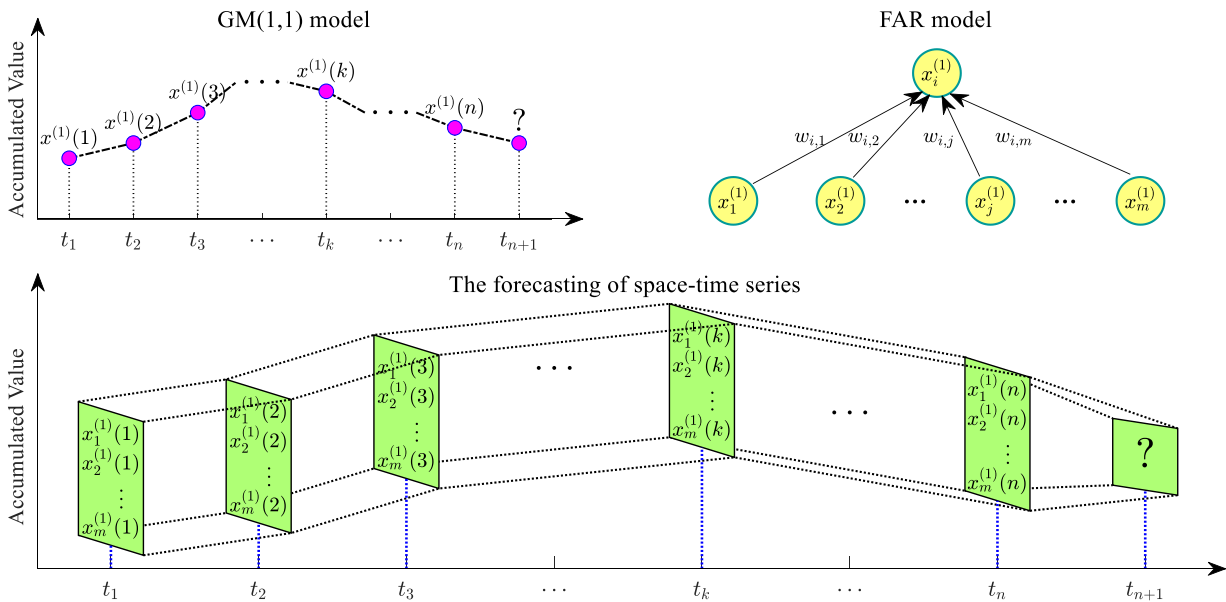 GM(1,1) model
Accumulated Value
x^{(1)}(1)
x^{(1)}(2)
x^{(1)}(3)
x^{(1)}(k)
x^{(1)}(n)
?
t_1 t_2 t_3 ⋯ t_k ⋯ t_n t_{n+1}
FAR model
x_i^{(1)}
w_{i,1} w_{i,2} w_{i,j} w_{i,m}
x_1^{(1)} x_2^{(1)} ... x_j^{(1)} ... x_m^{(1)}
The forecasting of space-time series
Accumulated Value
x_1^{(1)}(1)
x_2^{(1)}(1)
⋮
x_m^{(1)}(1)
x_1^{(1)}(2)
x_2^{(1)}(2)
⋮
x_m^{(1)}(2)
x_1^{(1)}(3)
x_2^{(1)}(3)
⋮
x_m^{(1)}(3)
⋯
x_1^{(1)}(k)
x_2^{(1)}(k)
⋮
x_m^{(1)}(k)
⋯
x_1^{(1)}(n)
x_2^{(1)}(n)
⋮
x_m^{(1)}(n)
?
t_1 t_2 t_3 ⋯ t_k ⋯ t_n t_{n+1}